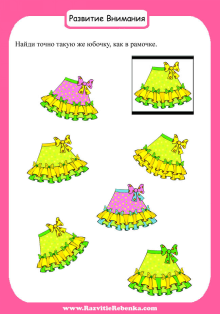 Развитие Внимания
Найди точно такую же юбочку, как в рамочке.
www.RazvitieRebenka.com